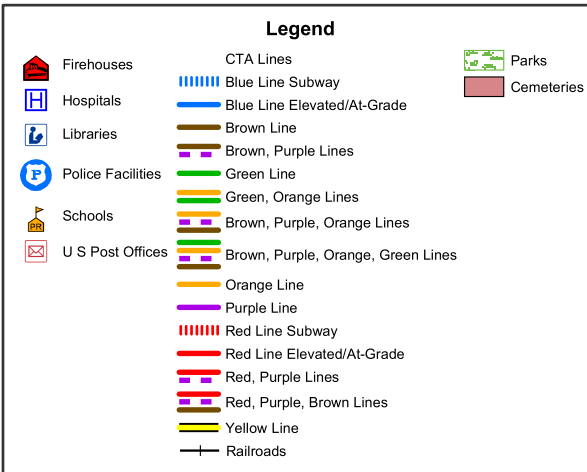 Legend
Firehouses
Hospitals
Libraries
P
Police Facilities
PR
Schools
U S Post Offices
CTA Lines
Blue Line Subway
Blue Line Elevated/At-Grade
Brown Line
Brown, Purple Lines
Green Line
Green, Orange Lines
Brown, Purple, Orange Lines
Brown, Purple, Orange, Green Lines
Orange Line
Purple Line
Red Line Subway
Red Line Elevated/At-Grade
Red, Purple Lines
Red, Purple, Brown Lines
Yellow Line
Railroads
Parks
Cemeteries